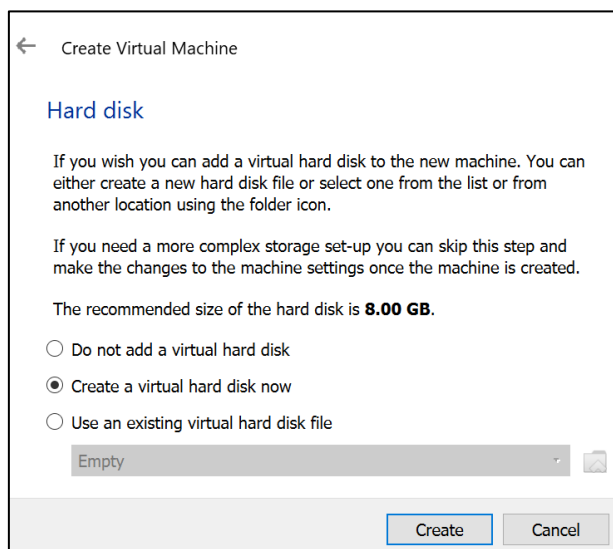 Create Virtual Machine
Hard disk
If you wish you can add a virtual hard disk to the new machine. You can
either create a new hard disk file or select one from the list or from
another location using the folder icon.
If you need a more complex storage set-up you can skip this step and
make the changes to the machine settings once the machine is created.
The recommended size of the hard disk is 8.00 GB.
Do not add a virtual hard disk
Create a virtual hard disk now
Use an existing virtual hard disk file
Empty
Create Cancel